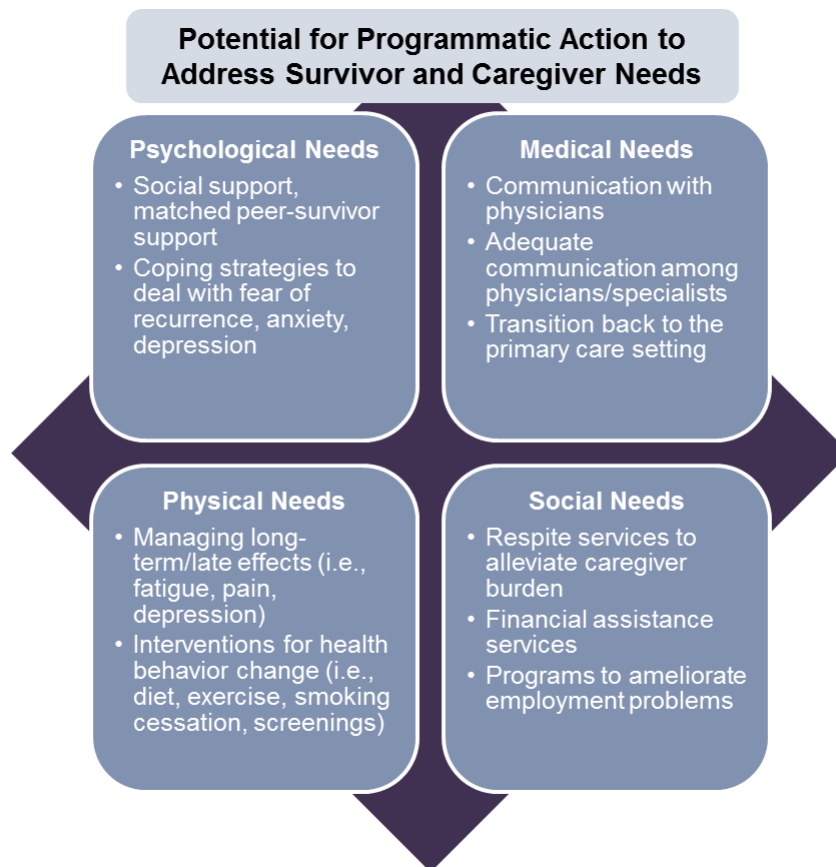 Potential for Programmatic Action to
Address Survivor and Caregiver Needs
Psychological Needs
• Social support,
matched peer-survivor
support
• Coping strategies to
deal with fear of
recurrence, anxiety,
depression
Medical Needs
• Communication with
physicians
• Adequate
communication among
physicians/specialists
• Transition back to the
primary care setting
Physical Needs
• Managing long-
term/late effects (i.e.,
fatigue, pain,
depression)
• Interventions for health
behavior change (i.e.,
diet, exercise, smoking
cessation, screenings)
Social Needs
• Respite services to
alleviate caregiver
burden
• Financial assistance
services
• Programs to ameliorate
employment problems